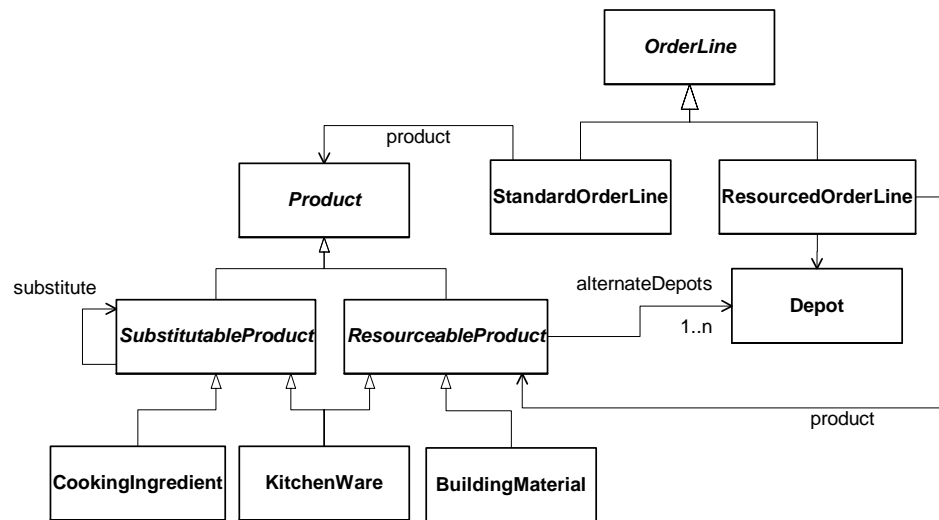 OrderLine
product
Product
StandardOrderLine
ResourcedOrderLine
substitute
alternateDepots
SubstitutableProduct
ResourceableProduct
Depot
1..n
product
CookingIngredient
KitchenWare
BuildingMaterial